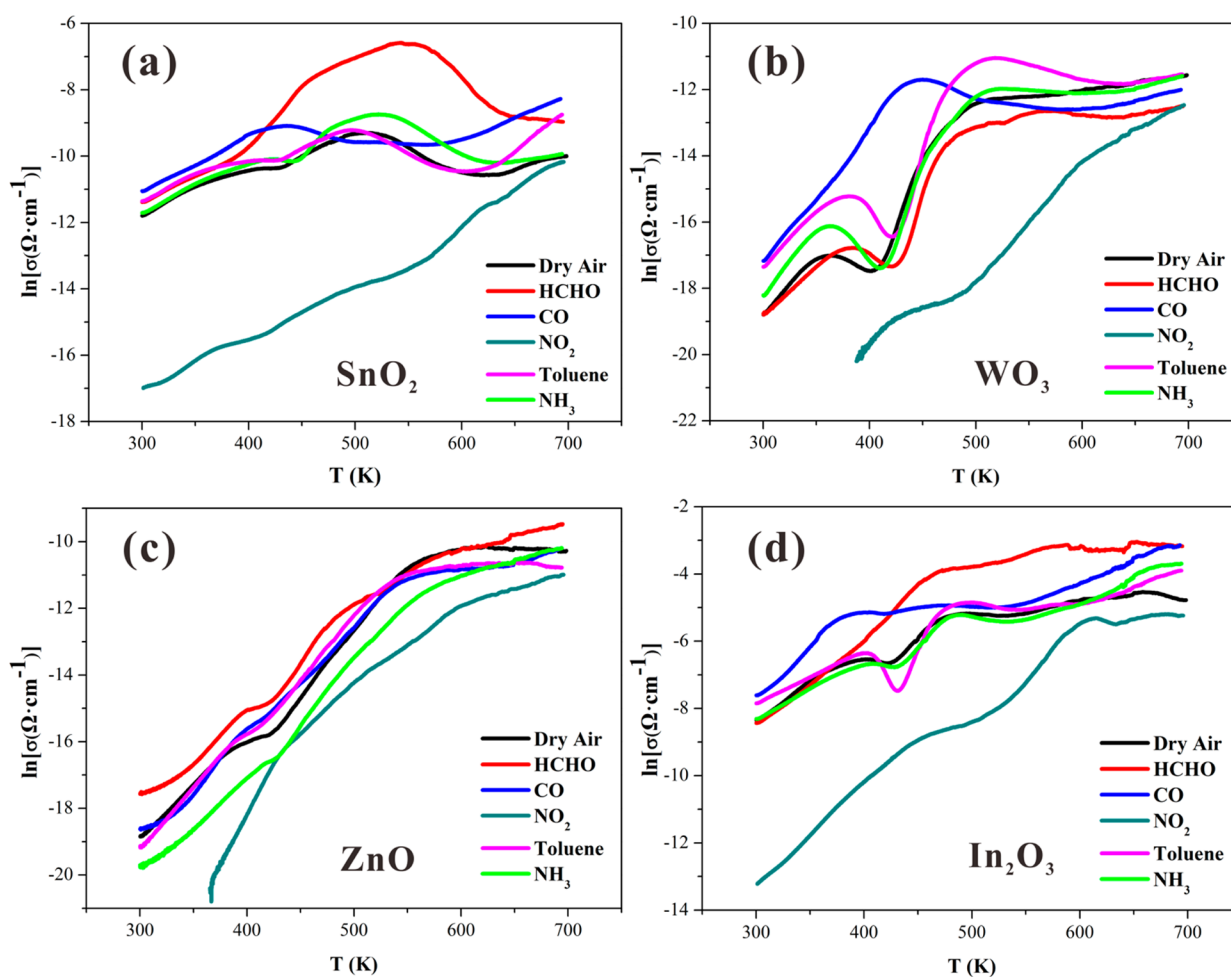 (a)
ln[σ(Ω·cm⁻¹)]
-6
-8
-10
-12
-14
-16
-18
300 400 500 600 700
T (K)
Dry Air
HCHO
CO
NO₂
Toluene
NH₃
SnO₂
(b)
ln[σ(Ω·cm⁻¹)]
-10
-12
-14
-16
-18
-20
-22
300 400 500 600 700
T (K)
Dry Air
HCHO
CO
NO₂
Toluene
NH₃
WO₃
(c)
ln[σ(Ω·cm⁻¹)]
-10
-12
-14
-16
-18
-20
300 400 500 600 700
T (K)
Dry Air
HCHO
CO
NO₂
Toluene
NH₃
ZnO
(d)
ln[σ(Ω·cm⁻¹)]
-2
-4
-6
-8
-10
-12
-14
300 400 500 600 700
T (K)
Dry Air
HCHO
CO
NO₂
Toluene
NH₃
In₂O₃